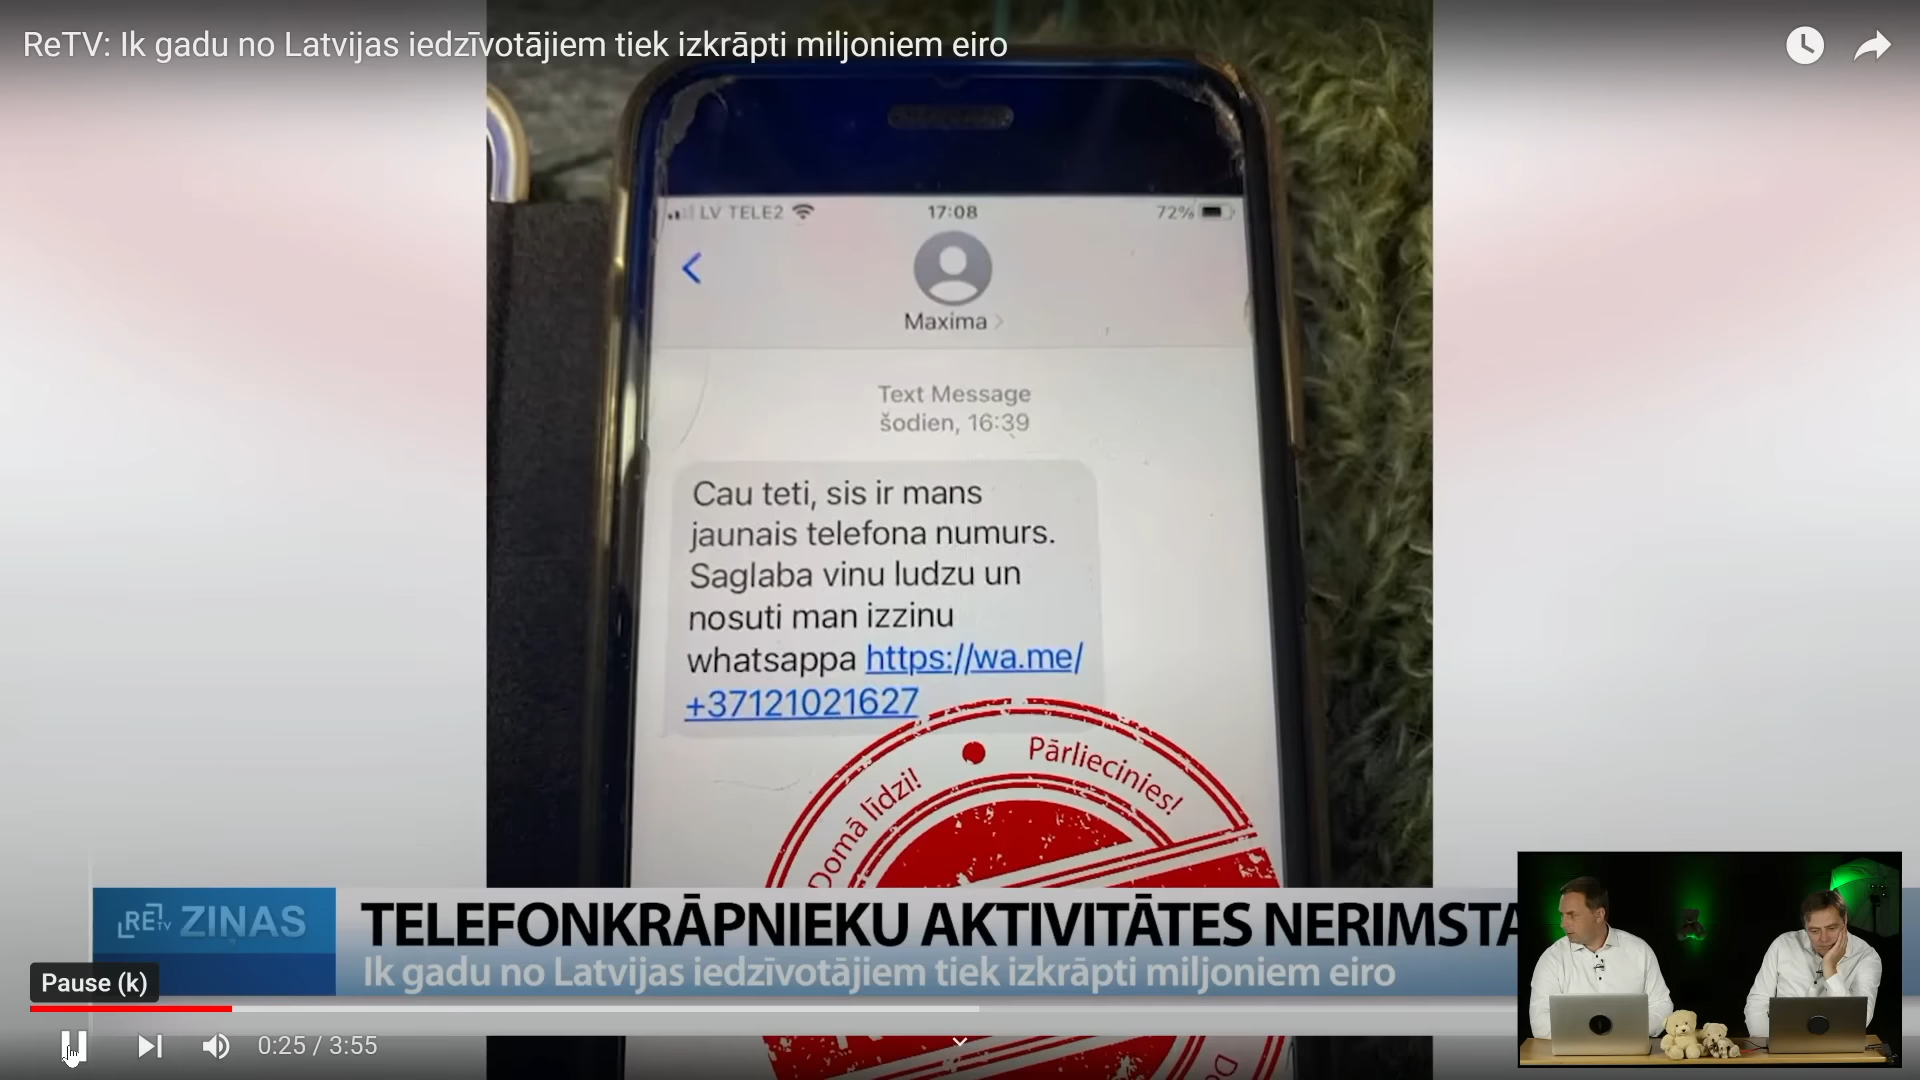 ReTV: Ik gadu no Latvijas iedzīvotājiem tiek izkrāpti miljoniem eiro
LV TELE2
17:08
72%
Maxima
Text Message
šodien, 16:39
Cau teti, sis ir mans
jaunais telefona numurs.
Saglaba vinu ludzu un
nosuti man izzinu
whatsappa https://wa.me/
+37121021627
Domā līdzi!
Pārliecinies!
RE!TV ZIŅAS
TELEFONKRĀPNIEKU AKTIVITĀTES NERIMSTA
Ik gadu no Latvijas iedzīvotājiem tiek izkrāpti miljoniem eiro
Pause (k)
0:25 / 3:55
Do